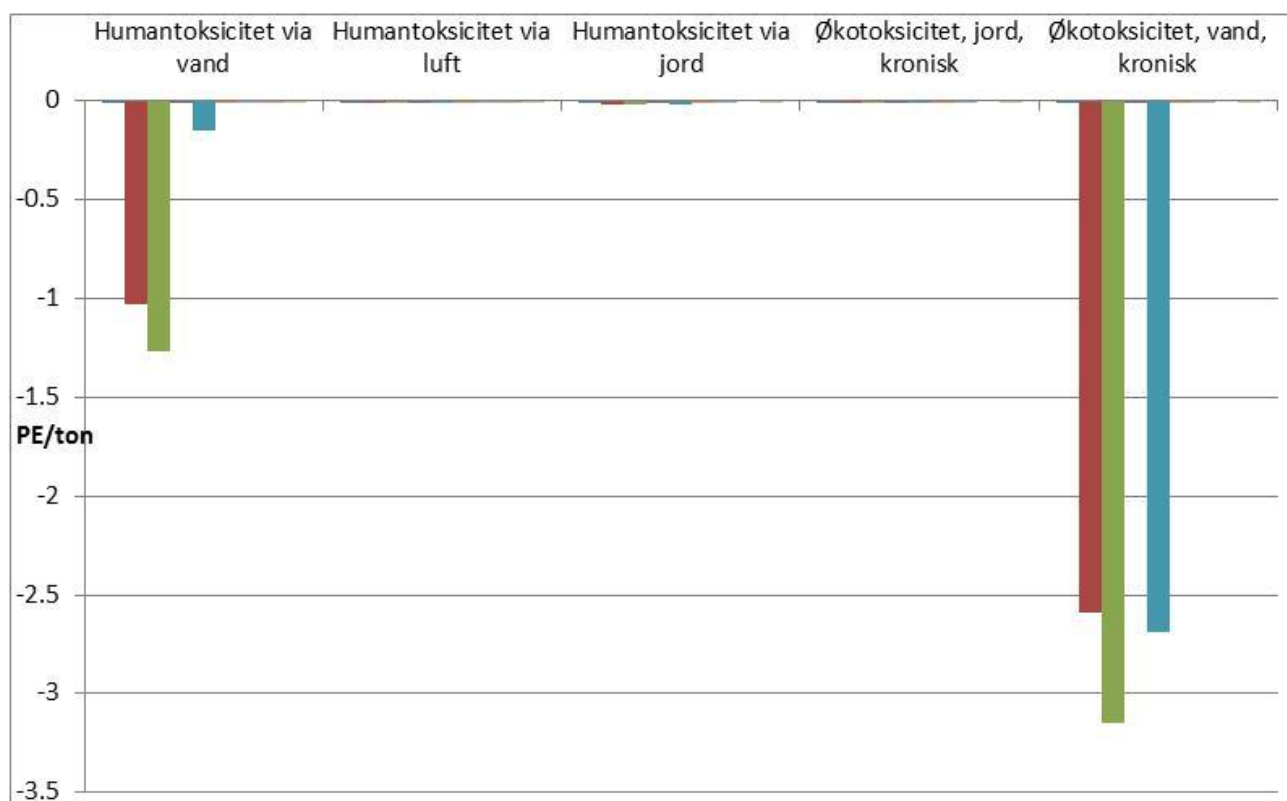 Humantoksicitet via
vand
Humantoksicitet via
luft
Humantoksicitet via
jord
Økotoksicitet, jord,
kronisk
Økotoksicitet, vand,
kronisk
0
-0.5
-1
-1.5
PE/ton
-2
-2.5
-3
-3.5